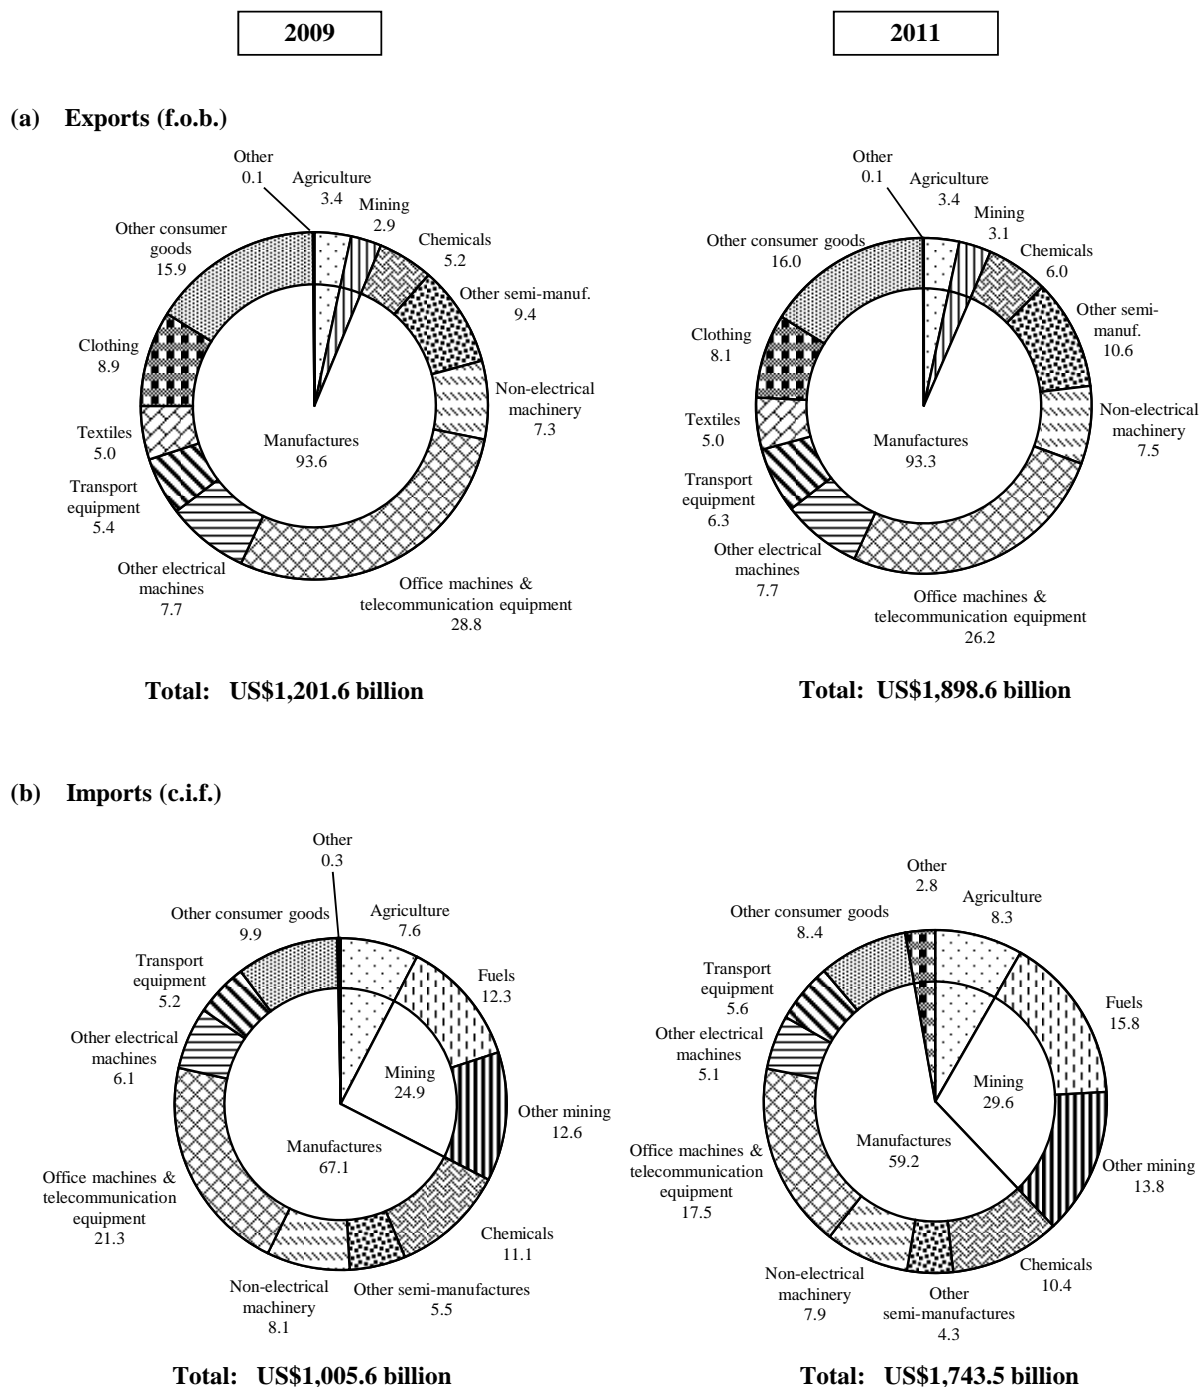 2009
2011
(a) Exports (f.o.b.)
Other
0.1
Agriculture
3.4
Mining
2.9
Chemicals
5.2
Other semi-manuf.
9.4
Non-electrical
machinery
7.3
Office machines &
telecommunication equipment
28.8
Other electrical
machines
7.7
Transport
equipment
5.4
Textiles
5.0
Clothing
8.9
Other consumer
goods
15.9
Manufactures
93.6
Total: US$1,201.6 billion
Other
0.1
Agriculture
3.4
Mining
3.1
Chemicals
6.0
Other semi-
manuf.
10.6
Non-electrical
machinery
7.5
Office machines &
telecommunication equipment
26.2
Other electrical
machines
7.7
Transport
equipment
6.3
Textiles
5.0
Clothing
8.1
Other consumer goods
16.0
Manufactures
93.3
Total: US$1,898.6 billion
(b) Imports (c.i.f.)
Other
0.3
Agriculture
7.6
Fuels
12.3
Mining
24.9
Other mining
12.6
Chemicals
11.1
Other semi-manufactures
5.5
Non-electrical
machinery
8.1
Office machines &
telecommunication
equipment
21.3
Other electrical
machines
6.1
Transport
equipment
5.2
Other consumer goods
9.9
Manufactures
67.1
Total: US$1,005.6 billion
Other
2.8
Agriculture
8.3
Fuels
15.8
Mining
29.6
Other mining
13.8
Chemicals
10.4
Other
semi-manufactures
4.3
Non-electrical
machinery
7.9
Office machines &
telecommunication
equipment
17.5
Other electrical
machines
5.1
Transport
equipment
5.6
Other consumer goods
8..4
Manufactures
59.2
Total: US$1,743.5 billion